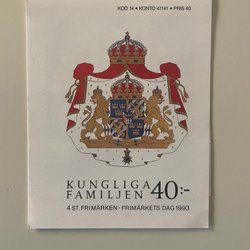 KOD 14 • KONTO 41141 • PRIS 40
KUNGLIGA
FAMILJEN 40:-
4 ST. FRIMÄRKEN - FRIMÄRKETS DAG 1993